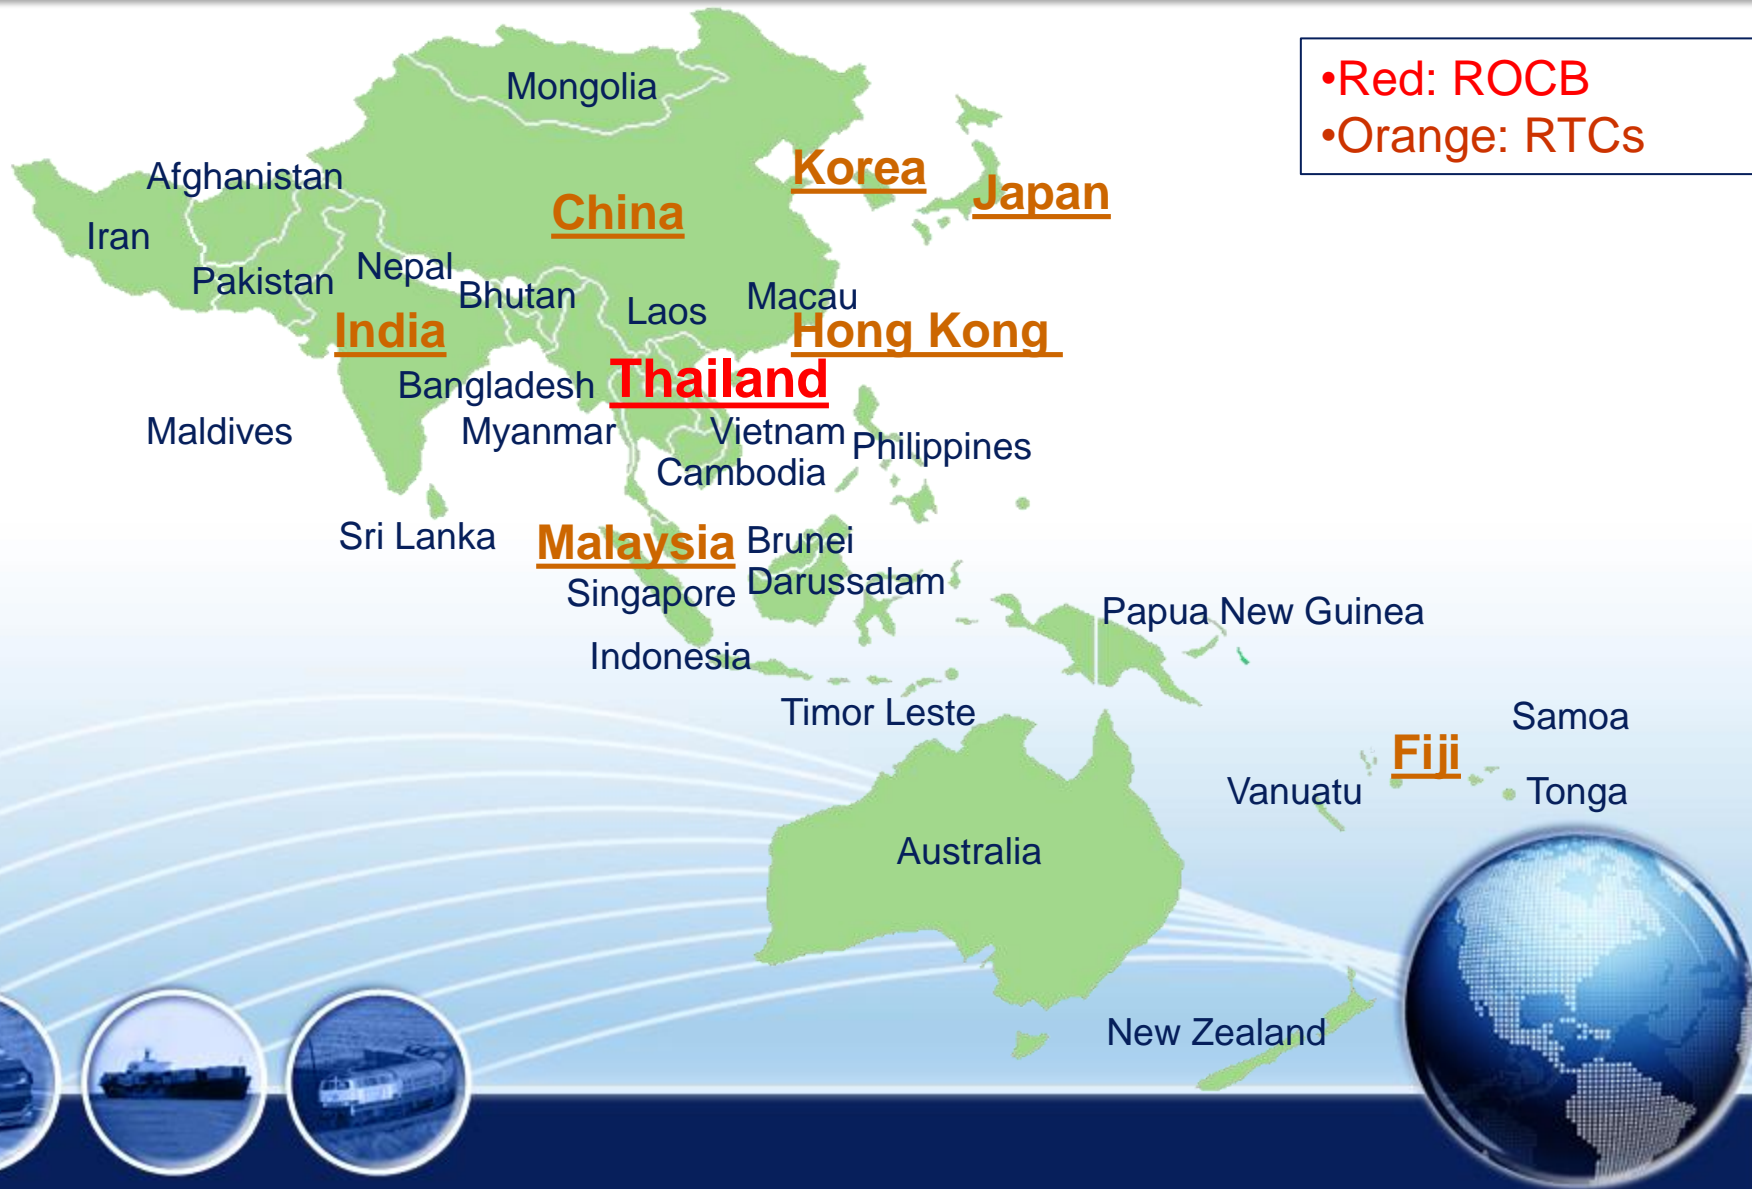 •Red: ROCB
•Orange: RTCs
Mongolia
Korea
Afghanistan
Japan
China
Iran
Nepal
Pakistan
Bhutan
Macau
Laos
India
Hong Kong
Thailand
Bangladesh
Maldives
Myanmar
Vietnam
Philippines
Cambodia
Sri Lanka
Malaysia
Brunei
Darussalam
Singapore
Papua New Guinea
Indonesia
Timor Leste
Samoa
Fiji
Vanuatu
Tonga
Australia
New Zealand